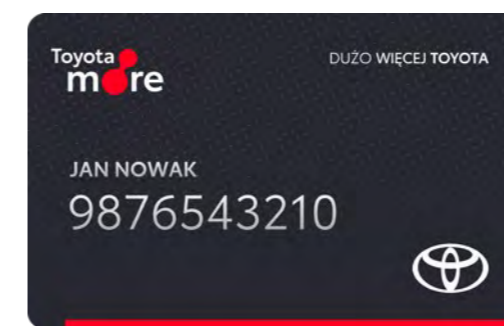 Toyota
more
DUŻO WIĘCEJ TOYOTA
JAN NOWAK
9876543210